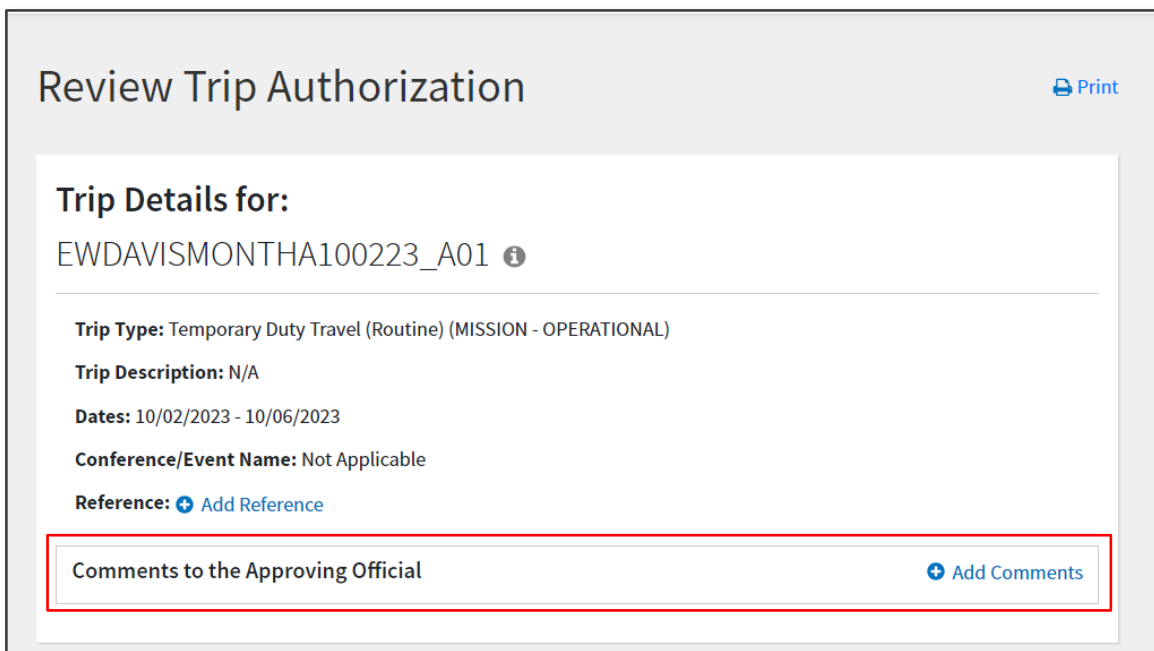 Review Trip Authorization
Print
Trip Details for:
EWDAVISMONTHA100223_A01
Trip Type: Temporary Duty Travel (Routine) (MISSION - OPERATIONAL)
Trip Description: N/A
Dates: 10/02/2023 - 10/06/2023
Conference/Event Name: Not Applicable
Reference: Add Reference
Comments to the Approving Official
Add Comments